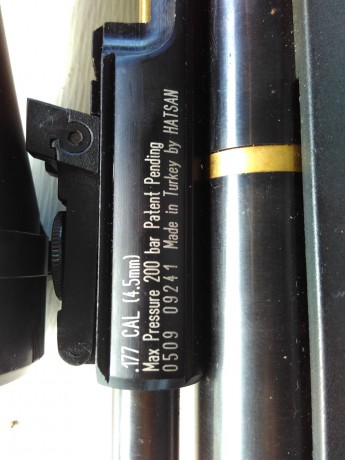 .177 CAL (4,5mm)
Max Pressure 200 bar Patent Pending
0509 09241 Made in Turkey by HATSAN